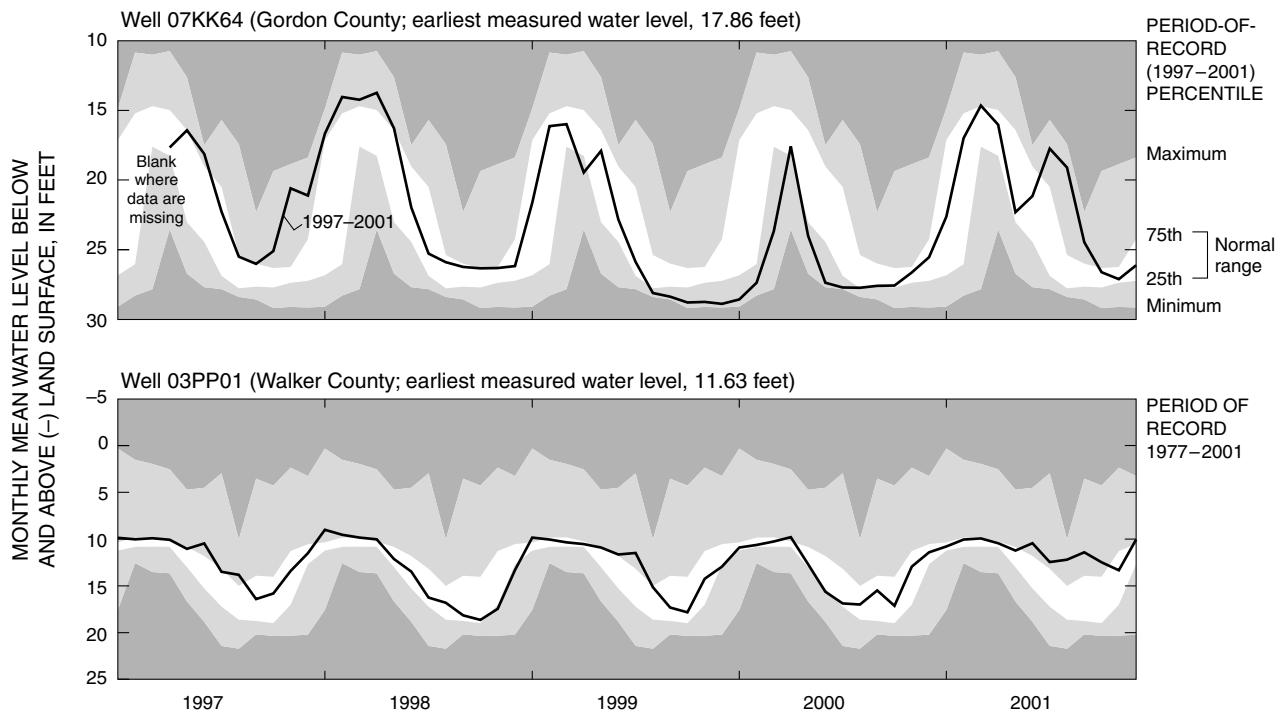 Well 07KK64 (Gordon County; earliest measured water level, 17.86 feet)
MONTHLY MEAN WATER LEVEL BELOW
AND ABOVE (–) LAND SURFACE, IN FEET
10
15
20
25
30
Blank
where
data are
missing
1997–2001
PERIOD-OF-
RECORD
(1997–2001)
PERCENTILE
Maximum
75th
25th
Normal
range
Minimum
Well 03PP01 (Walker County; earliest measured water level, 11.63 feet)
–5
0
5
10
15
20
25
PERIOD OF
RECORD
1977–2001
1997 1998 1999 2000 2001